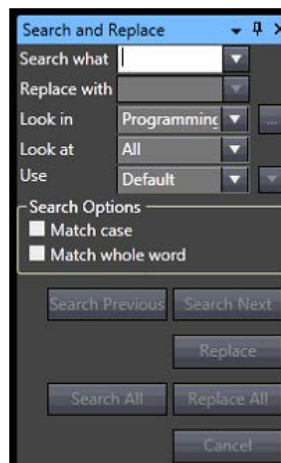 Search and Replace
Search what
Replace with
Look in Programming ...
Look at All
Use Default
Search Options
Match case
Match whole word
Search Previous Search Next
Replace
Search All Replace All
Cancel